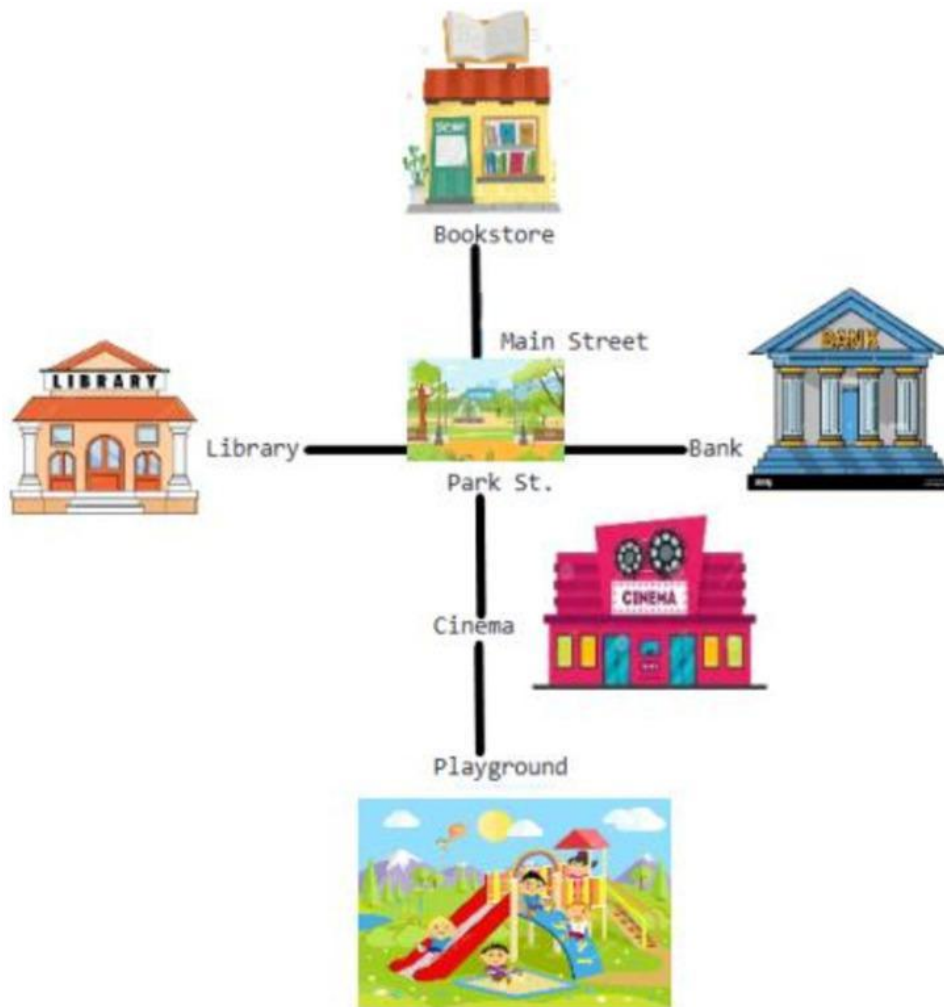 Bookstore
Main Street
BANK
LIBRARY
Library
Bank
Park St.
CINEMA
Cinema
Playground